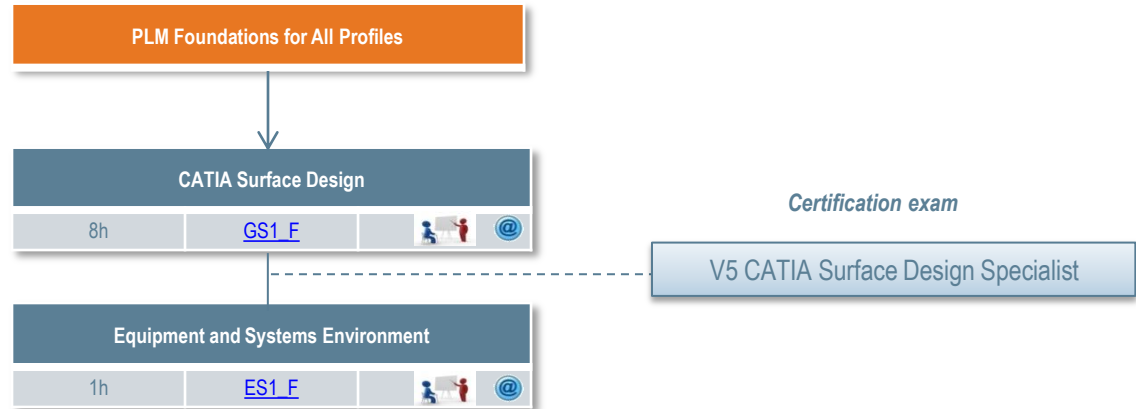 PLM Foundations for All Profiles
CATIA Surface Design
8h GS1_F @
Certification exam
V5 CATIA Surface Design Specialist
Equipment and Systems Environment
1h ES1_F @